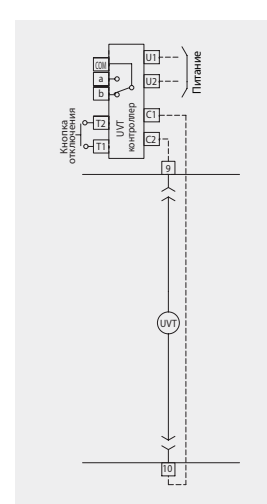 COM
a
b
T2
T1
Кнопка
отключения
UVT
контроллер
U1
U2
C1
C2
Питание
9
UVT
10